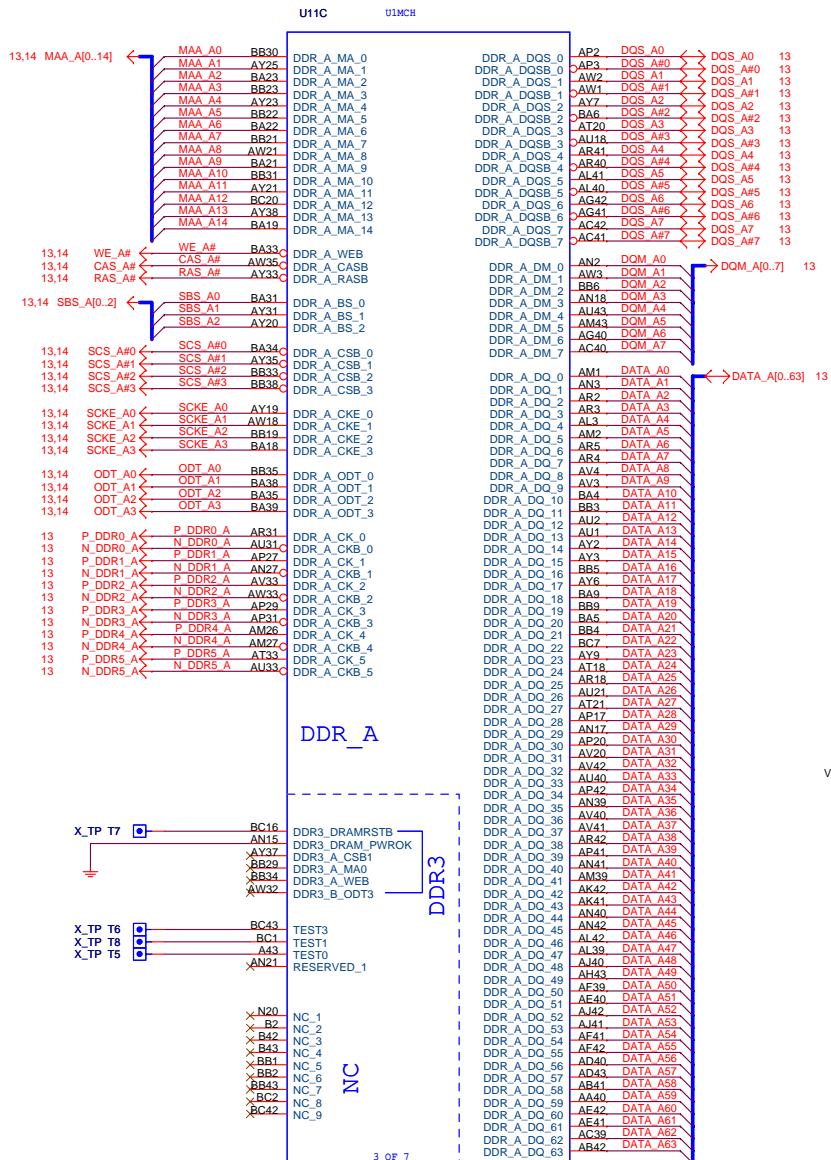 U11C U1MCH
13,14 MAA_A[0..14]
MAA_A0 BB30 DDR_A_MA_0
MAA_A1 AY25 DDR_A_MA_1
MAA_A2 BA23 DDR_A_MA_2
MAA_A3 BB23 DDR_A_MA_3
MAA_A4 AY23 DDR_A_MA_4
MAA_A5 BB22 DDR_A_MA_5
MAA_A6 BA22 DDR_A_MA_6
MAA_A7 BB21 DDR_A_MA_7
MAA_A8 AW21 DDR_A_MA_8
MAA_A9 BA21 DDR_A_MA_9
MAA_A10 BB31 DDR_A_MA_10
MAA_A11 AY21 DDR_A_MA_11
MAA_A12 BC20 DDR_A_MA_12
MAA_A13 AY38 DDR_A_MA_13
MAA_A14 BA19 DDR_A_MA_14
13,14 WE_A# WE_A# BA33 DDR_A_WEB
13,14 CAS_A# CAS_A# AW35 DDR_A_CASB
13,14 RAS_A# RAS_A# AY33 DDR_A_RASB
13,14 SBS_A[0..2]
SBS_A0 BA31 DDR_A_BS_0
SBS_A1 AY31 DDR_A_BS_1
SBS_A2 AY20 DDR_A_BS_2
13,14 SCS_A#0 SCS_A#0 BA34 DDR_A_CSB_0
13,14 SCS_A#1 SCS_A#1 AY35 DDR_A_CSB_1
13,14 SCS_A#2 SCS_A#2 BB33 DDR_A_CSB_2
13,14 SCS_A#3 SCS_A#3 BB38 DDR_A_CSB_3
13,14 SCKE_A0 SCKE_A0 AY19 DDR_A_CKE_0
13,14 SCKE_A1 SCKE_A1 AW18 DDR_A_CKE_1
13,14 SCKE_A2 SCKE_A2 BB19 DDR_A_CKE_2
13,14 SCKE_A3 SCKE_A3 BA18 DDR_A_CKE_3
13,14 ODT_A0 ODT_A0 BB35 DDR_A_ODT_0
13,14 ODT_A1 ODT_A1 BA38 DDR_A_ODT_1
13,14 ODT_A2 ODT_A2 BA35 DDR_A_ODT_2
13,14 ODT_A3 ODT_A3 BA39 DDR_A_ODT_3
13 P_DDR0_A P_DDR0_A AR31 DDR_A_CK_0
13 N_DDR0_A N_DDR0_A AU31 DDR_A_CKB_0
13 P_DDR1_A P_DDR1_A AP27 DDR_A_CK_1
13 N_DDR1_A N_DDR1_A AN27 DDR_A_CKB_1
13 P_DDR2_A P_DDR2_A AV33 DDR_A_CK_2
13 N_DDR2_A N_DDR2_A AW33 DDR_A_CKB_2
13 P_DDR3_A P_DDR3_A AP29 DDR_A_CK_3
13 N_DDR3_A N_DDR3_A AP31 DDR_A_CKB_3
13 P_DDR4_A P_DDR4_A AM26 DDR_A_CK_4
13 N_DDR4_A N_DDR4_A AM27 DDR_A_CKB_4
13 P_DDR5_A P_DDR5_A AT33 DDR_A_CK_5
13 N_DDR5_A N_DDR5_A AU33 DDR_A_CKB_5
DDR_A
X_TP T7 BC16 DDR3_DRAMRSTB
AN15 DDR3_DRAM_PWROK
AY37 DDR3_A_CSB1
BB29 DDR3_A_MA0
BB34 DDR3_A_WEB
AW32 DDR3_B_ODT3
DDR3
X_TP T6 BC43 TEST3
X_TP T8 BC1 TEST1
X_TP T5 A43 TEST0
AN21 RESERVED_1
N20 NC_1
B2 NC_2
B42 NC_3
B43 NC_4
BB1 NC_5
BB2 NC_6
BB43 NC_7
BC2 NC_8
BC42 NC_9
NC
3 OF 7
DDR_A_DQS_0 AP2 DQS_A0 DQS_A0 13
DDR_A_DQSB_0 AP3 DQS_A#0 DQS_A#0 13
DDR_A_DQS_1 AW2 DQS_A1 DQS_A1 13
DDR_A_DQSB_1 AW1 DQS_A#1 DQS_A#1 13
DDR_A_DQS_2 AY7 DQS_A2 DQS_A2 13
DDR_A_DQSB_2 BA6 DQS_A#2 DQS_A#2 13
DDR_A_DQS_3 AT20 DQS_A3 DQS_A3 13
DDR_A_DQSB_3 AU18 DQS_A#3 DQS_A#3 13
DDR_A_DQS_4 AR41 DQS_A4 DQS_A4 13
DDR_A_DQSB_4 AR40 DQS_A#4 DQS_A#4 13
DDR_A_DQS_5 AL41 DQS_A5 DQS_A5 13
DDR_A_DQSB_5 AL40 DQS_A#5 DQS_A#5 13
DDR_A_DQS_6 AG42 DQS_A6 DQS_A6 13
DDR_A_DQSB_6 AG41 DQS_A#6 DQS_A#6 13
DDR_A_DQS_7 AC42 DQS_A7 DQS_A7 13
DDR_A_DQSB_7 AC41 DQS_A#7 DQS_A#7 13
DDR_A_DM_0 AN2 DQM_A0 DQM_A[0..7] 13
DDR_A_DM_1 AW3 DQM_A1
DDR_A_DM_2 BB6 DQM_A2
DDR_A_DM_3 AN18 DQM_A3
DDR_A_DM_4 AU43 DQM_A4
DDR_A_DM_5 AM43 DQM_A5
DDR_A_DM_6 AG40 DQM_A6
DDR_A_DM_7 AC40 DQM_A7
DDR_A_DQ_0 AM1 DATA_A0 DATA_A[0..63] 13
DDR_A_DQ_1 AN3 DATA_A1
DDR_A_DQ_2 AR2 DATA_A2
DDR_A_DQ_3 AR3 DATA_A3
DDR_A_DQ_4 AL3 DATA_A4
DDR_A_DQ_5 AM2 DATA_A5
DDR_A_DQ_6 AR5 DATA_A6
DDR_A_DQ_7 AR4 DATA_A7
DDR_A_DQ_8 AV4 DATA_A8
DDR_A_DQ_9 AV3 DATA_A9
DDR_A_DQ_10 BA4 DATA_A10
DDR_A_DQ_11 BB3 DATA_A11
DDR_A_DQ_12 AU2 DATA_A12
DDR_A_DQ_13 AU1 DATA_A13
DDR_A_DQ_14 AY2 DATA_A14
DDR_A_DQ_15 AY3 DATA_A15
DDR_A_DQ_16 BB5 DATA_A16
DDR_A_DQ_17 AY6 DATA_A17
DDR_A_DQ_18 BA9 DATA_A18
DDR_A_DQ_19 BB9 DATA_A19
DDR_A_DQ_20 BA5 DATA_A20
DDR_A_DQ_21 BB4 DATA_A21
DDR_A_DQ_22 BC7 DATA_A22
DDR_A_DQ_23 AY9 DATA_A23
DDR_A_DQ_24 AT18 DATA_A24
DDR_A_DQ_25 AR18 DATA_A25
DDR_A_DQ_26 AU21 DATA_A26
DDR_A_DQ_27 AT21 DATA_A27
DDR_A_DQ_28 AP17 DATA_A28
DDR_A_DQ_29 AN17 DATA_A29
DDR_A_DQ_30 AP20 DATA_A30
DDR_A_DQ_31 AV20 DATA_A31
DDR_A_DQ_32 AV42 DATA_A32
DDR_A_DQ_33 AU40 DATA_A33
DDR_A_DQ_34 AP42 DATA_A34
DDR_A_DQ_35 AN39 DATA_A35
DDR_A_DQ_36 AV40 DATA_A36
DDR_A_DQ_37 AV41 DATA_A37
DDR_A_DQ_38 AR42 DATA_A38
DDR_A_DQ_39 AP41 DATA_A39
DDR_A_DQ_40 AN41 DATA_A40
DDR_A_DQ_41 AM39 DATA_A41
DDR_A_DQ_42 AK42 DATA_A42
DDR_A_DQ_43 AK41 DATA_A43
DDR_A_DQ_44 AN40 DATA_A44
DDR_A_DQ_45 AN42 DATA_A45
DDR_A_DQ_46 AL42 DATA_A46
DDR_A_DQ_47 AL39 DATA_A47
DDR_A_DQ_48 AJ40 DATA_A48
DDR_A_DQ_49 AH43 DATA_A49
DDR_A_DQ_50 AF39 DATA_A50
DDR_A_DQ_51 AE40 DATA_A51
DDR_A_DQ_52 AJ42 DATA_A52
DDR_A_DQ_53 AJ41 DATA_A53
DDR_A_DQ_54 AF41 DATA_A54
DDR_A_DQ_55 AF42 DATA_A55
DDR_A_DQ_56 AD40 DATA_A56
DDR_A_DQ_57 AD43 DATA_A57
DDR_A_DQ_58 AB41 DATA_A58
DDR_A_DQ_59 AA40 DATA_A59
DDR_A_DQ_60 AE42 DATA_A60
DDR_A_DQ_61 AE41 DATA_A61
DDR_A_DQ_62 AC39 DATA_A62
DDR_A_DQ_63 AB42 DATA_A63
V